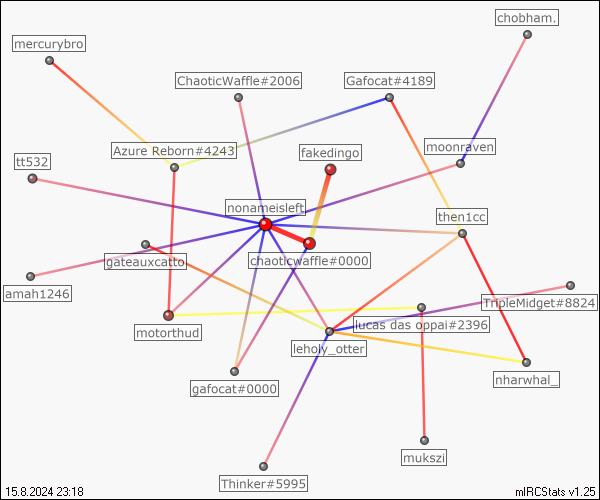 chobham.
mercurybro
ChaoticWaffle#2006
Gafocat#4189
moonraven
Azure Reborn#4243
fakedingo
tt532
nonameisleft
then1cc
gateauxcatto
chaoticwaffle#0000
amah1246
TripleMidget#8824
motorthud
lucas das oppai#2396
leholy_otter
gafocat#0000
nharwhal_
mukszi
Thinker#5995
15.8.2024 23:18
mIRCStats v1.25